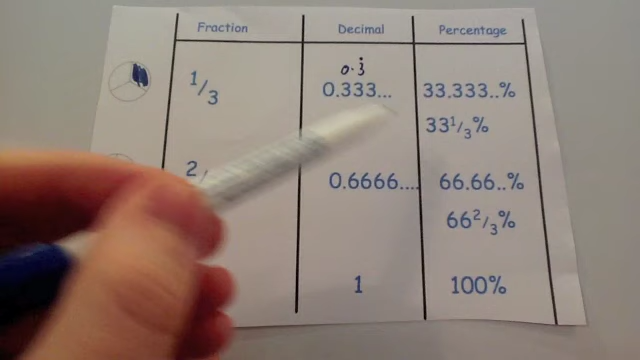 Fraction Decimal Percentage
0.3̇
1/3 0.333... 33.333..%
33 1/3%
2/ 0.6666.... 66.66..%
66 2/3%
1 100%